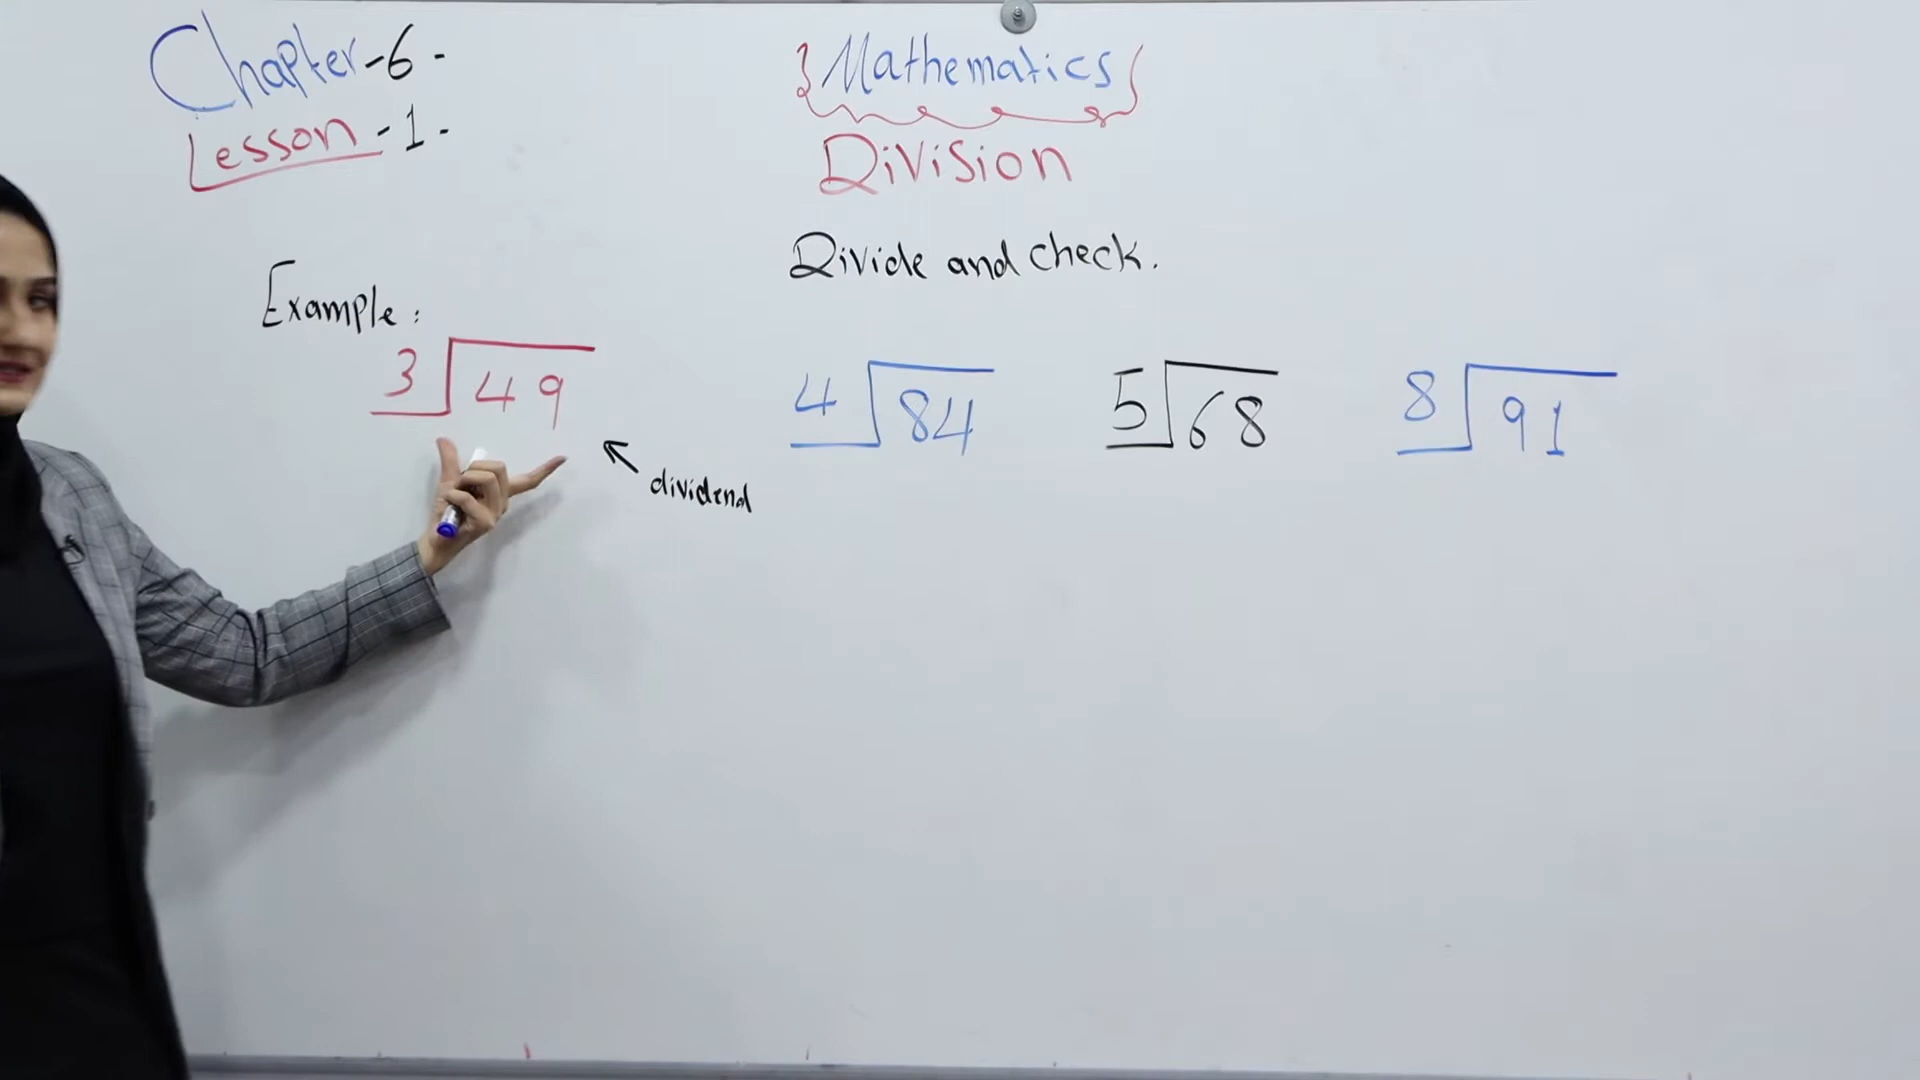 Chapter-6-
Lesson-1-
Mathematics
Division
Divide and check.
Example:
3 49
dividend
4 84
5 68
8 91